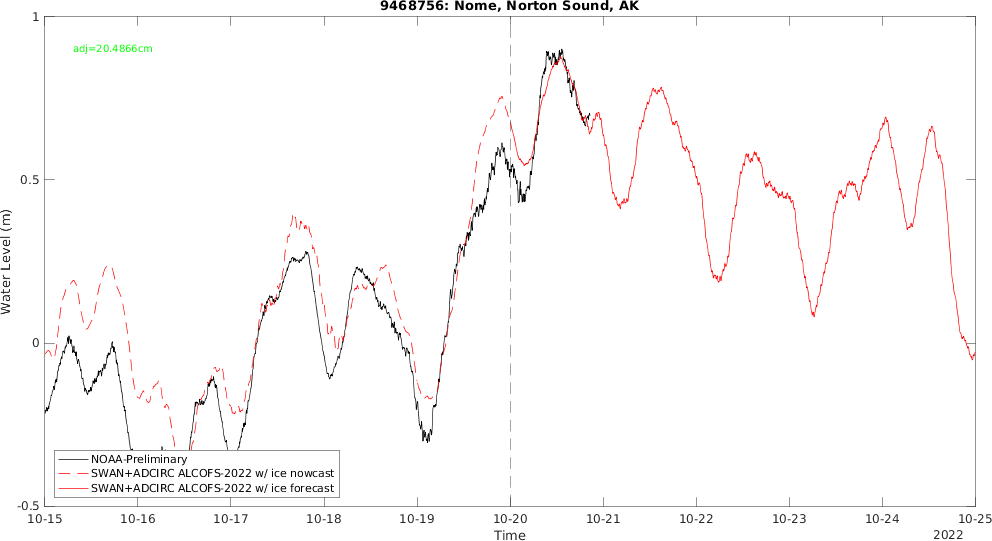 9468756: Nome, Norton Sound, AK
adj=20.4866cm
Water Level (m)
1
0.5
0
-0.5
NOAA-Preliminary
SWAN+ADCIRC ALCOFS-2022 w/ ice nowcast
SWAN+ADCIRC ALCOFS-2022 w/ ice forecast
10-15 10-16 10-17 10-18 10-19 10-20 10-21 10-22 10-23 10-24 10-25
Time
2022